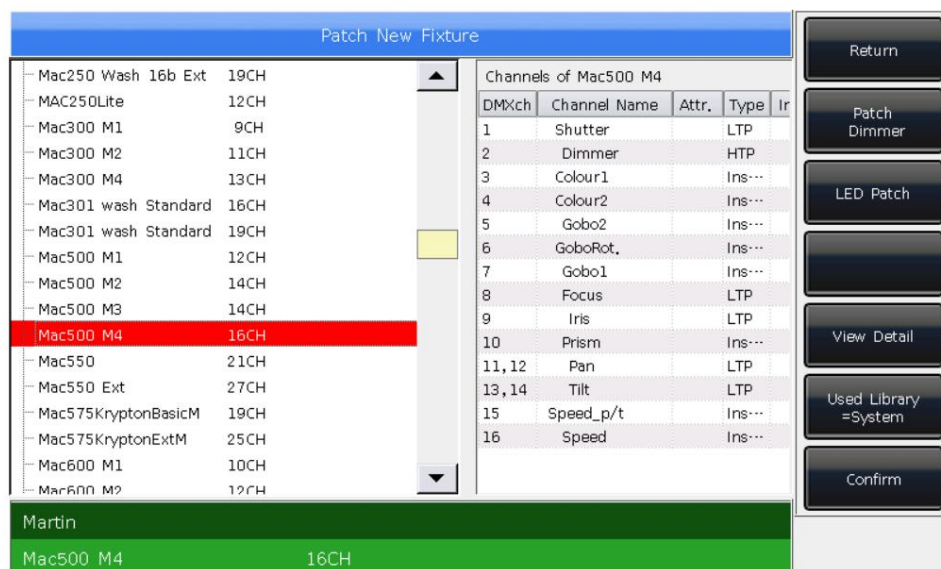 Patch New Fixture
Mac250 Wash 16b Ext 19CH
MAC250Lite 12CH
Mac300 M1 9CH
Mac300 M2 11CH
Mac300 M4 13CH
Mac301 wash Standard 16CH
Mac301 wash Standard 19CH
Mac500 M1 12CH
Mac500 M2 14CH
Mac500 M3 14CH
Mac500 M4 16CH
Mac550 21CH
Mac550 Ext 27CH
Mac575KryptonBasicM 19CH
Mac575KryptonExtM 25CH
Mac600 M1 10CH
Mac600 M2 12CH
Channels of Mac500 M4
DMXch Channel Name Attr. Type Ir
1 Shutter LTP
2 Dimmer HTP
3 Colour1 Ins···
4 Colour2 Ins···
5 Gobo2 Ins···
6 GoboRot. Ins···
7 Gobo1 Ins···
8 Focus LTP
9 Iris LTP
10 Prism Ins···
11,12 Pan LTP
13,14 Tilt LTP
15 Speed_p/t Ins···
16 Speed Ins···
Martin
Mac500 M4 16CH
Return
Patch
Dimmer
LED Patch
View Detail
Used Library
=System
Confirm